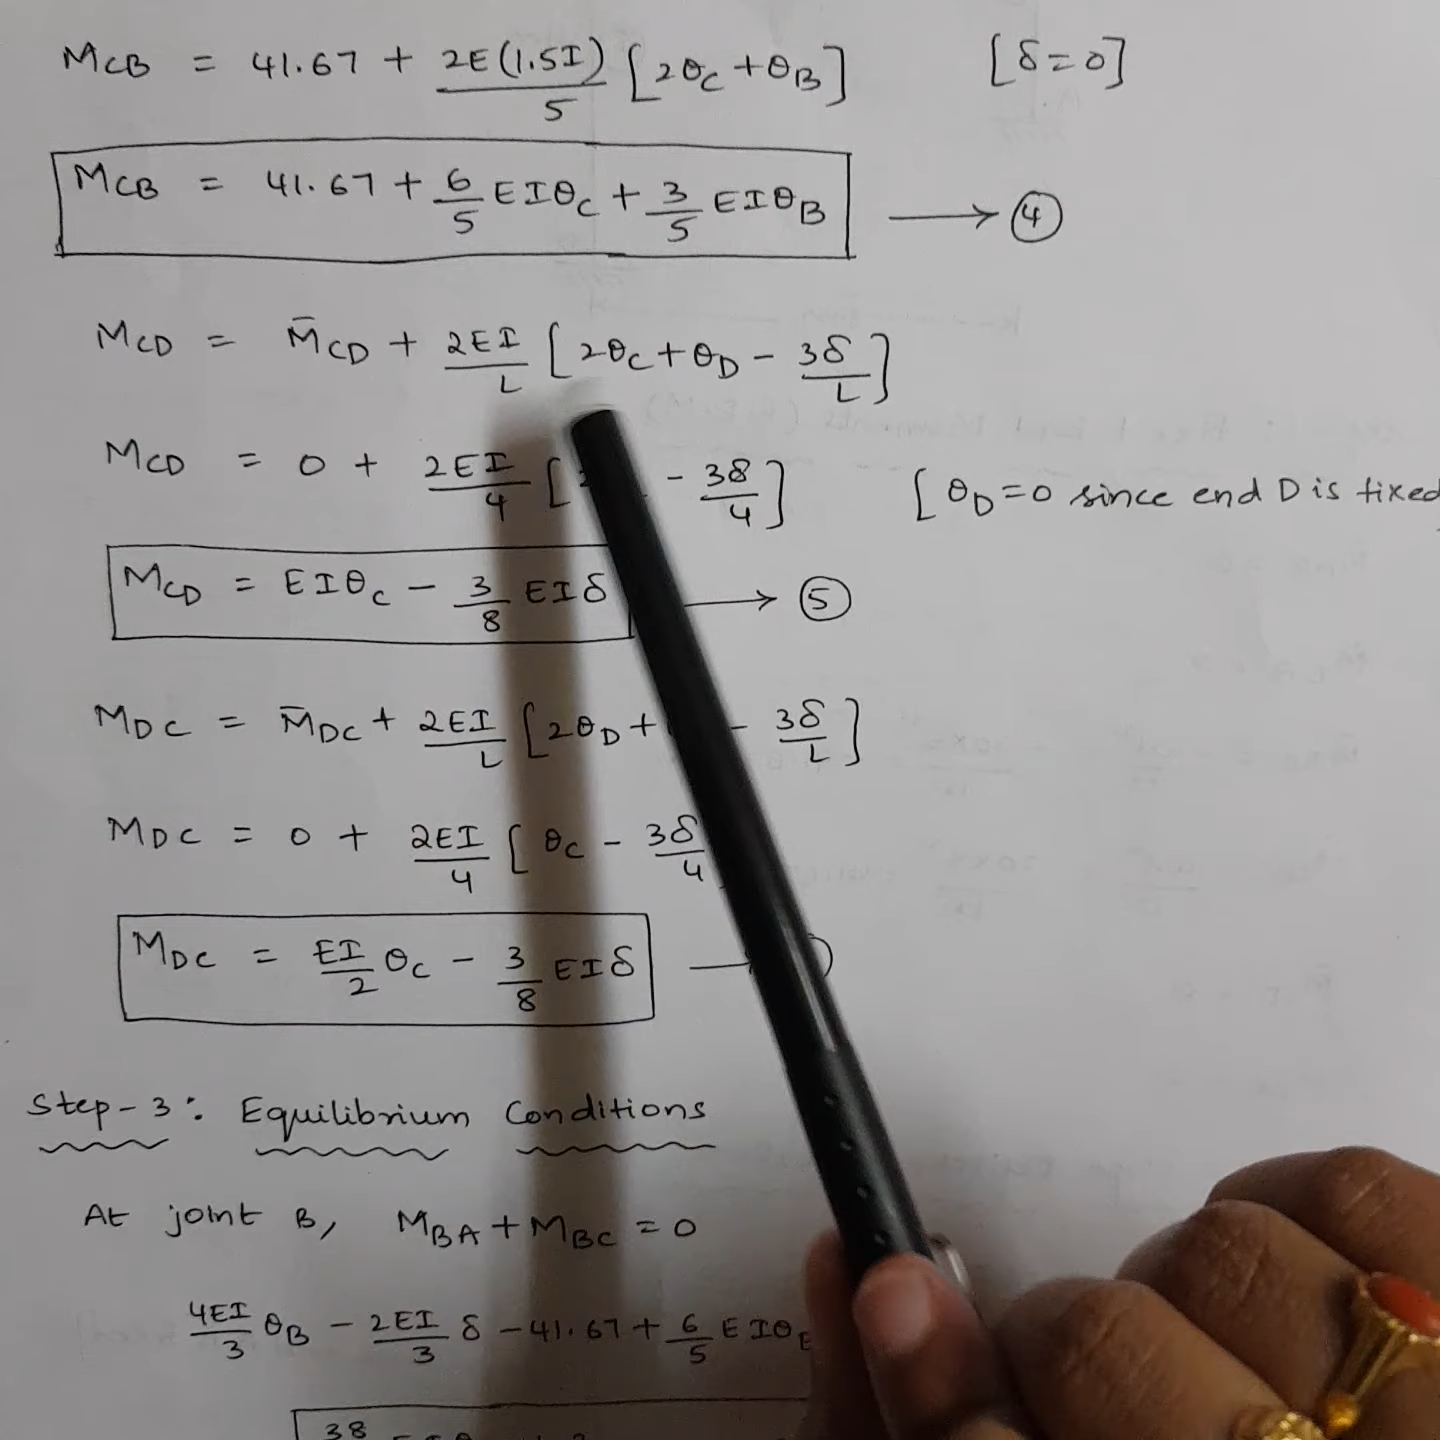 MCB = 41.67 + 2E(1.5I)/5 [2θC + θB] [δ=0]
MCB = 41.67 + 6/5 EIθC + 3/5 EIθB → ④
MCD = M̄CD + 2EI/L [2θC + θD - 3δ/L]
MCD = 0 + 2EI/4 [ - 3δ/4] [θD = 0 since end D is fixed
MCD = EIθC - 3/8 EIδ → ⑤
MDC = M̄DC + 2EI/L [2θD + - 3δ/L]
MDC = 0 + 2EI/4 [θC - 3δ/4
MDC = EI/2 θC - 3/8 EIδ →
Step-3: Equilibrium Conditions
At joint B, MBA + MBC = 0
4EI/3 θB - 2EI/3 δ - 41.67 + 6/5 EIθB
38